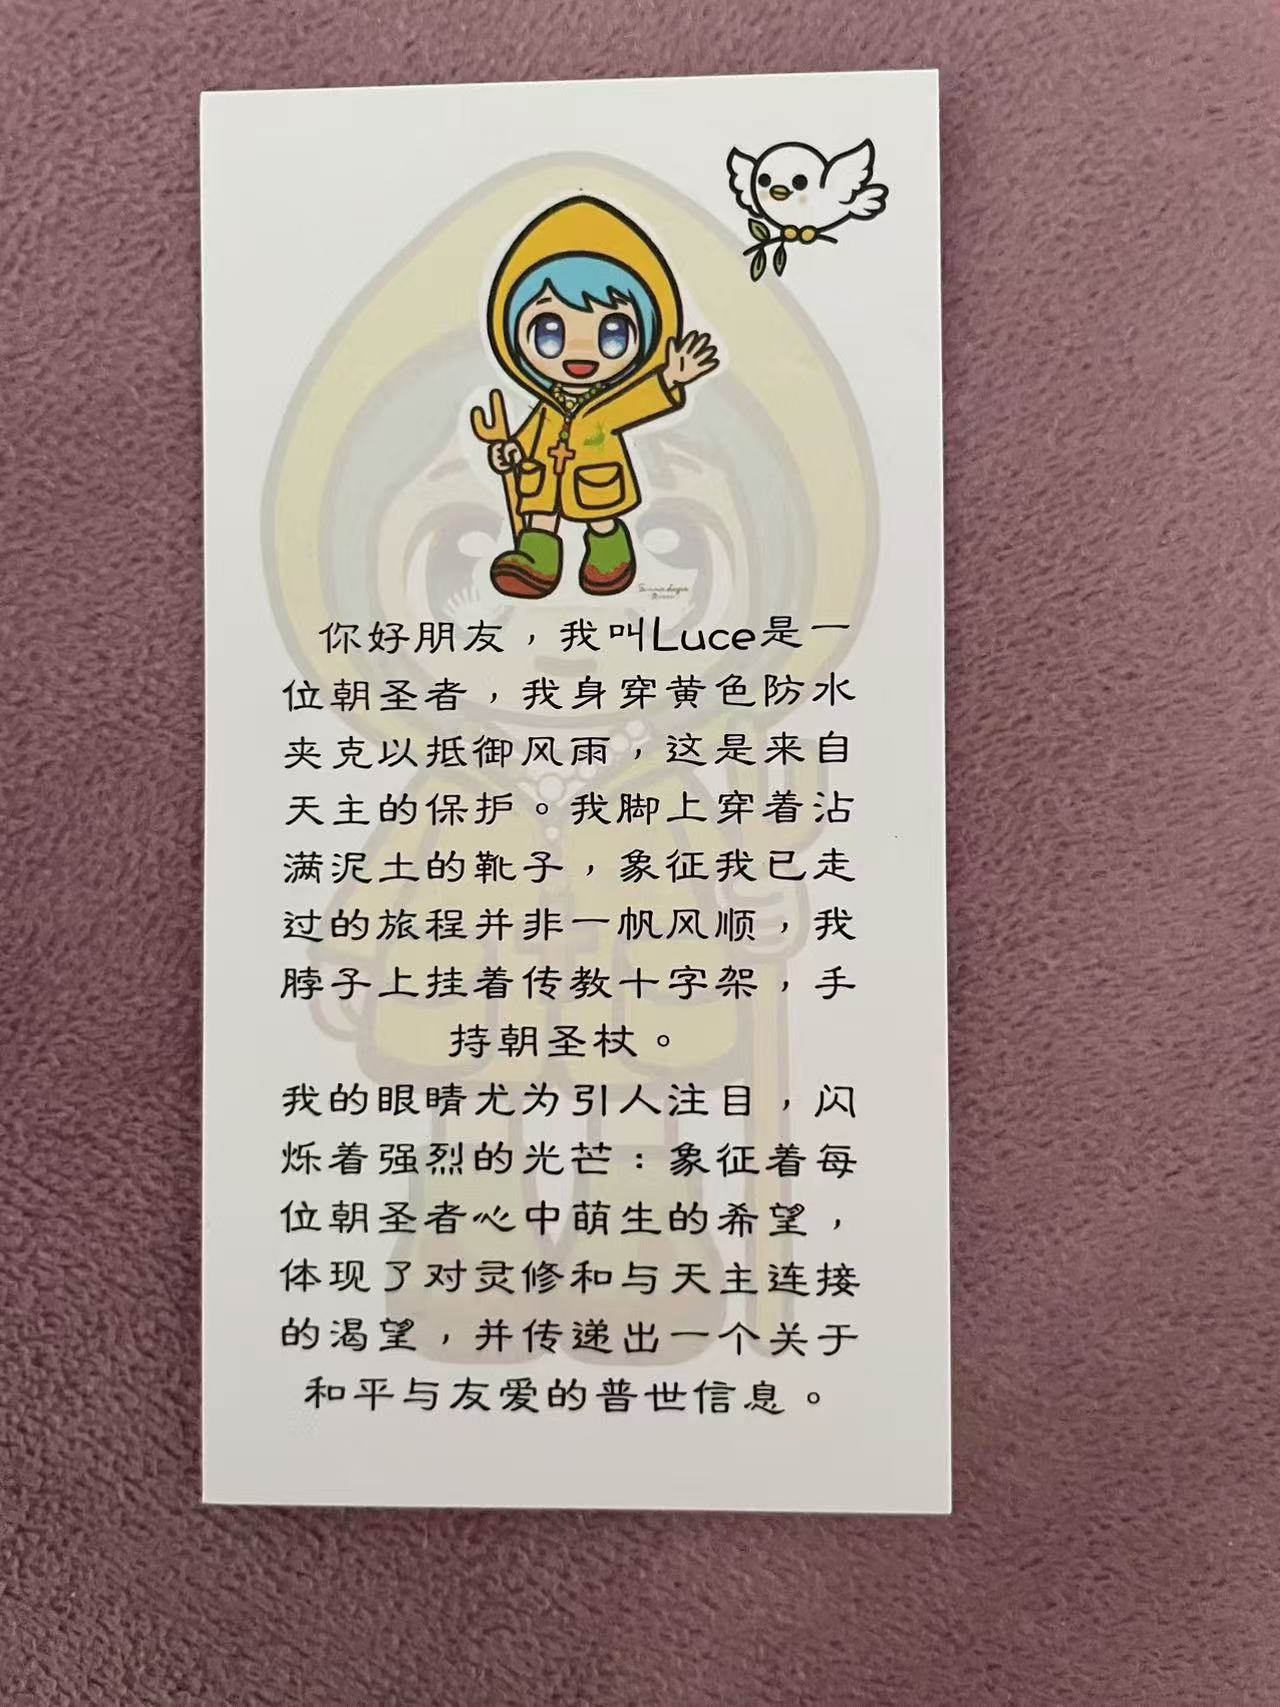 你好朋友，我叫Luce是一
位朝圣者，我身穿黄色防水
夹克以抵御风雨，这是来自
天主的保护。我脚上穿着沾
满泥土的靴子，象征我已走
过的旅程并非一帆风顺，我
脖子上挂着传教十字架，手
持朝圣杖。
我的眼睛尤为引人注目，闪
烁着强烈的光芒：象征着每
位朝圣者心中萌生的希望，
体现了对灵修和与天主连接
的渴望，并传递出一个关于
和平与友爱的普世信息。